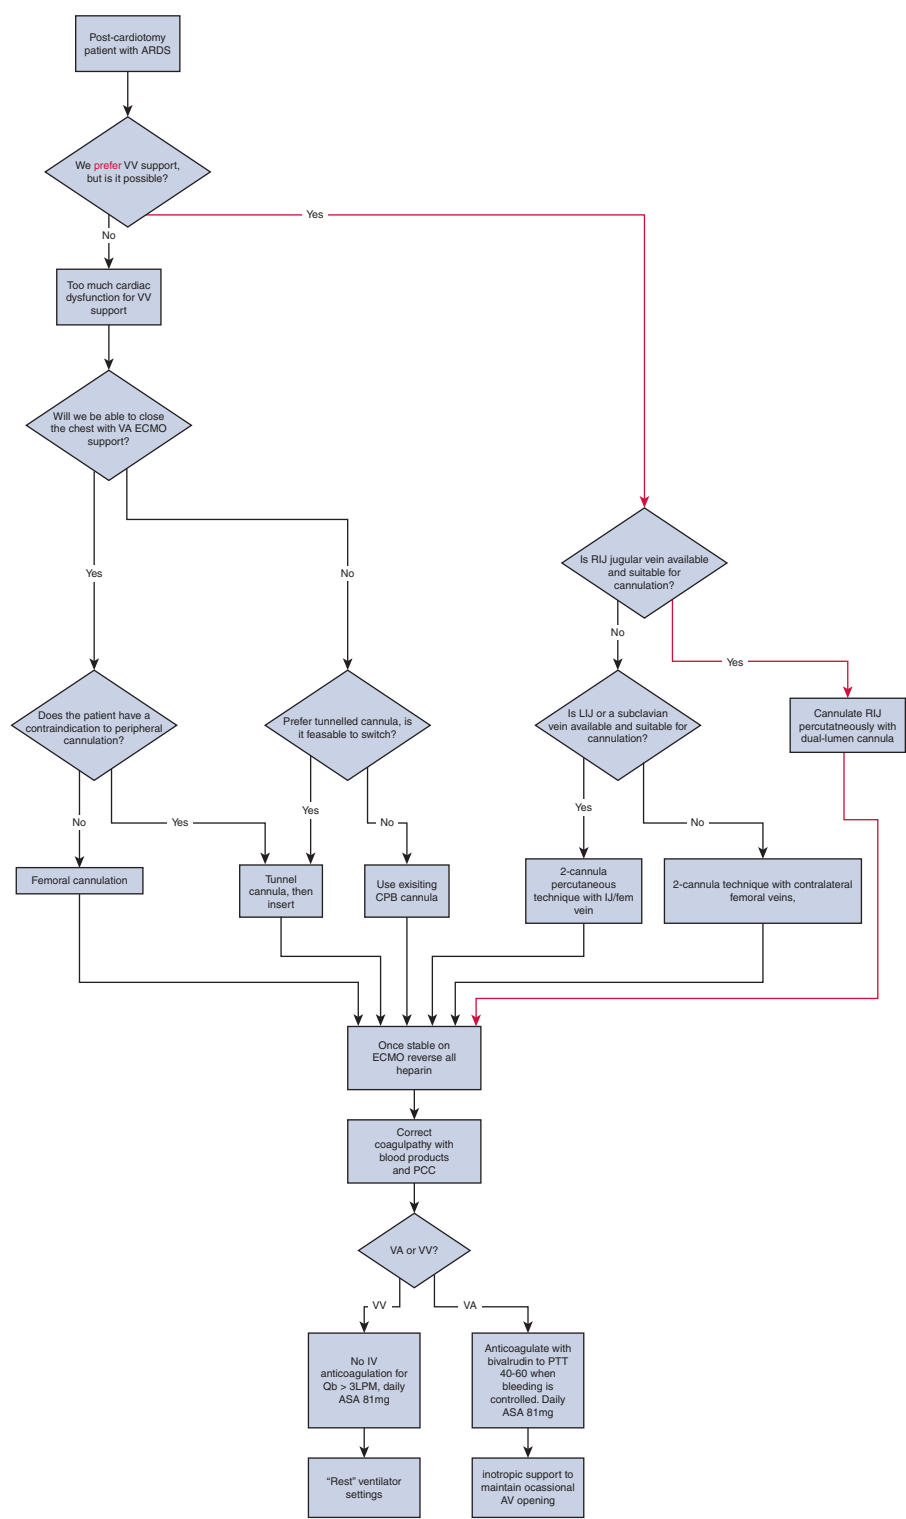 Post-cardiotomy
patient with ARDS
We prefer VV support,
but is it possible?
Yes
No
Too much cardiac
dysfunction for VV
support
Will we be able to close
the chest with VA ECMO
support?
Yes
No
Is RIJ jugular vein available
and suitable for
cannulation?
No
Yes
Does the patient have a
contraindication to peripheral
cannulation?
Prefer tunnelled cannula, is
it feasable to switch?
Is LIJ or a subclavian
vein available and suitable for
cannulation?
Cannulate RIJ
percutatneously with
dual-lumen cannula
No
Yes
Yes
No
Yes
No
Femoral cannulation
Tunnel
cannula, then
insert
Use exisiting
CPB cannula
2-cannula
percutaneous
technique with IJ/fem
vein
2-cannula technique with contralateral
femoral veins,
Once stable on
ECMO reverse all
heparin
Correct
coagulpathy with
blood products
and PCC
VA or VV?
VV
VA
No IV
anticoagulation for
Qb > 3LPM, daily
ASA 81mg
Anticoagulate with
bivalrudin to PTT
40-60 when
bleeding is
controlled. Daily
ASA 81mg
“Rest” ventilator
settings
inotropic support to
maintain ocassional
AV opening